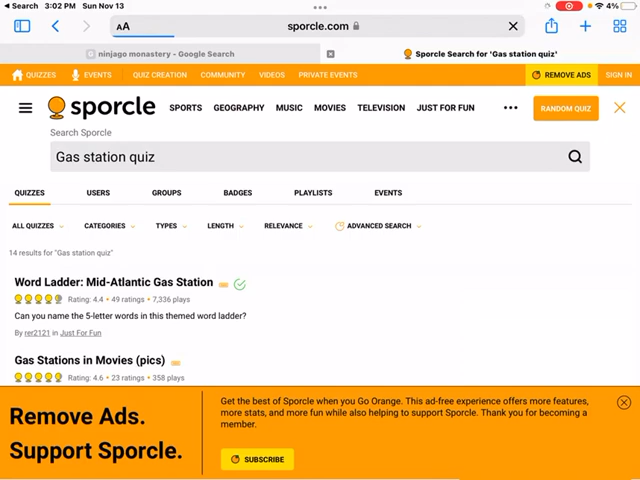 Search 3:02 PM Sun Nov 13 4%
AA sporcle.com
ninjago monastery - Google Search Sporcle Search for 'Gas station quiz'
QUIZZES EVENTS QUIZ CREATION COMMUNITY VIDEOS PRIVATE EVENTS REMOVE ADS SIGN IN
sporcle SPORTS GEOGRAPHY MUSIC MOVIES TELEVISION JUST FOR FUN RANDOM QUIZ
Search Sporcle
Gas station quiz
QUIZZES USERS GROUPS BADGES PLAYLISTS EVENTS
ALL QUIZZES CATEGORIES TYPES LENGTH RELEVANCE ADVANCED SEARCH
14 results for "Gas station quiz"
Word Ladder: Mid-Atlantic Gas Station
Rating: 4.4 • 49 ratings • 7,336 plays
Can you name the 5-letter words in this themed word ladder?
By rer2121 in Just For Fun
Gas Stations in Movies (pics)
Rating: 4.6 • 23 ratings • 358 plays
Remove Ads.
Support Sporcle.
Get the best of Sporcle when you Go Orange. This ad-free experience offers more features,
more stats, and more fun while also helping to support Sporcle. Thank you for becoming a
member.
SUBSCRIBE